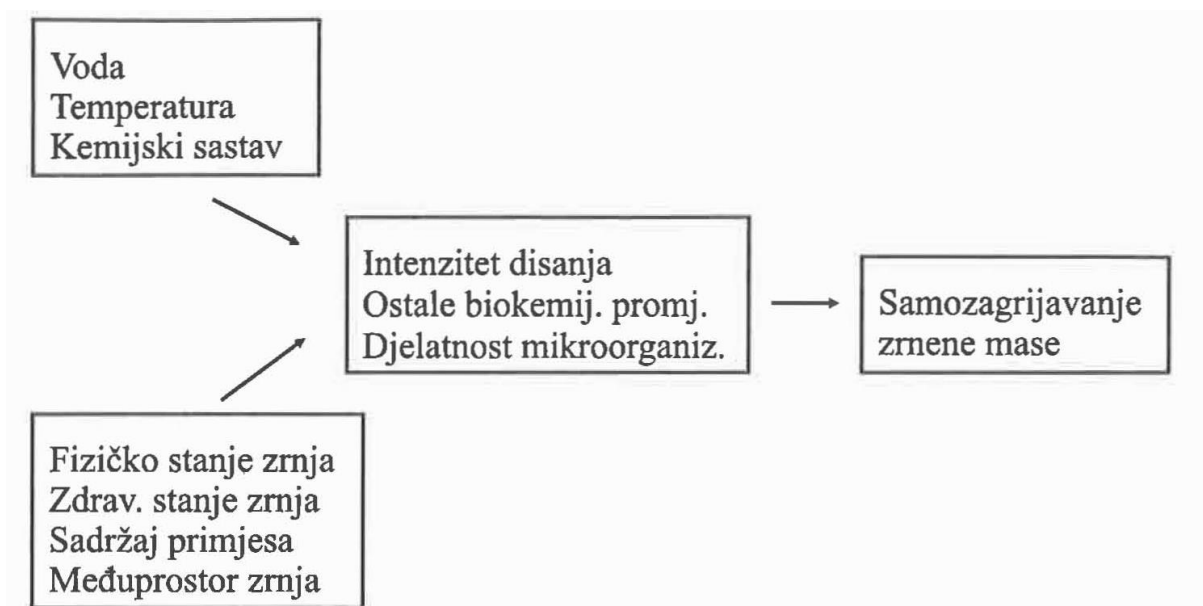 Voda
Temperatura
Kemijski sastav
Intenzitet disanja
Ostale biokemij. promj.
Djelatnost mikroorganiz.
Samozagrijavanje
zrnene mase
Fizičko stanje zrnja
Zdrav. stanje zrnja
Sadržaj primjesa
Međuprostor zrnja